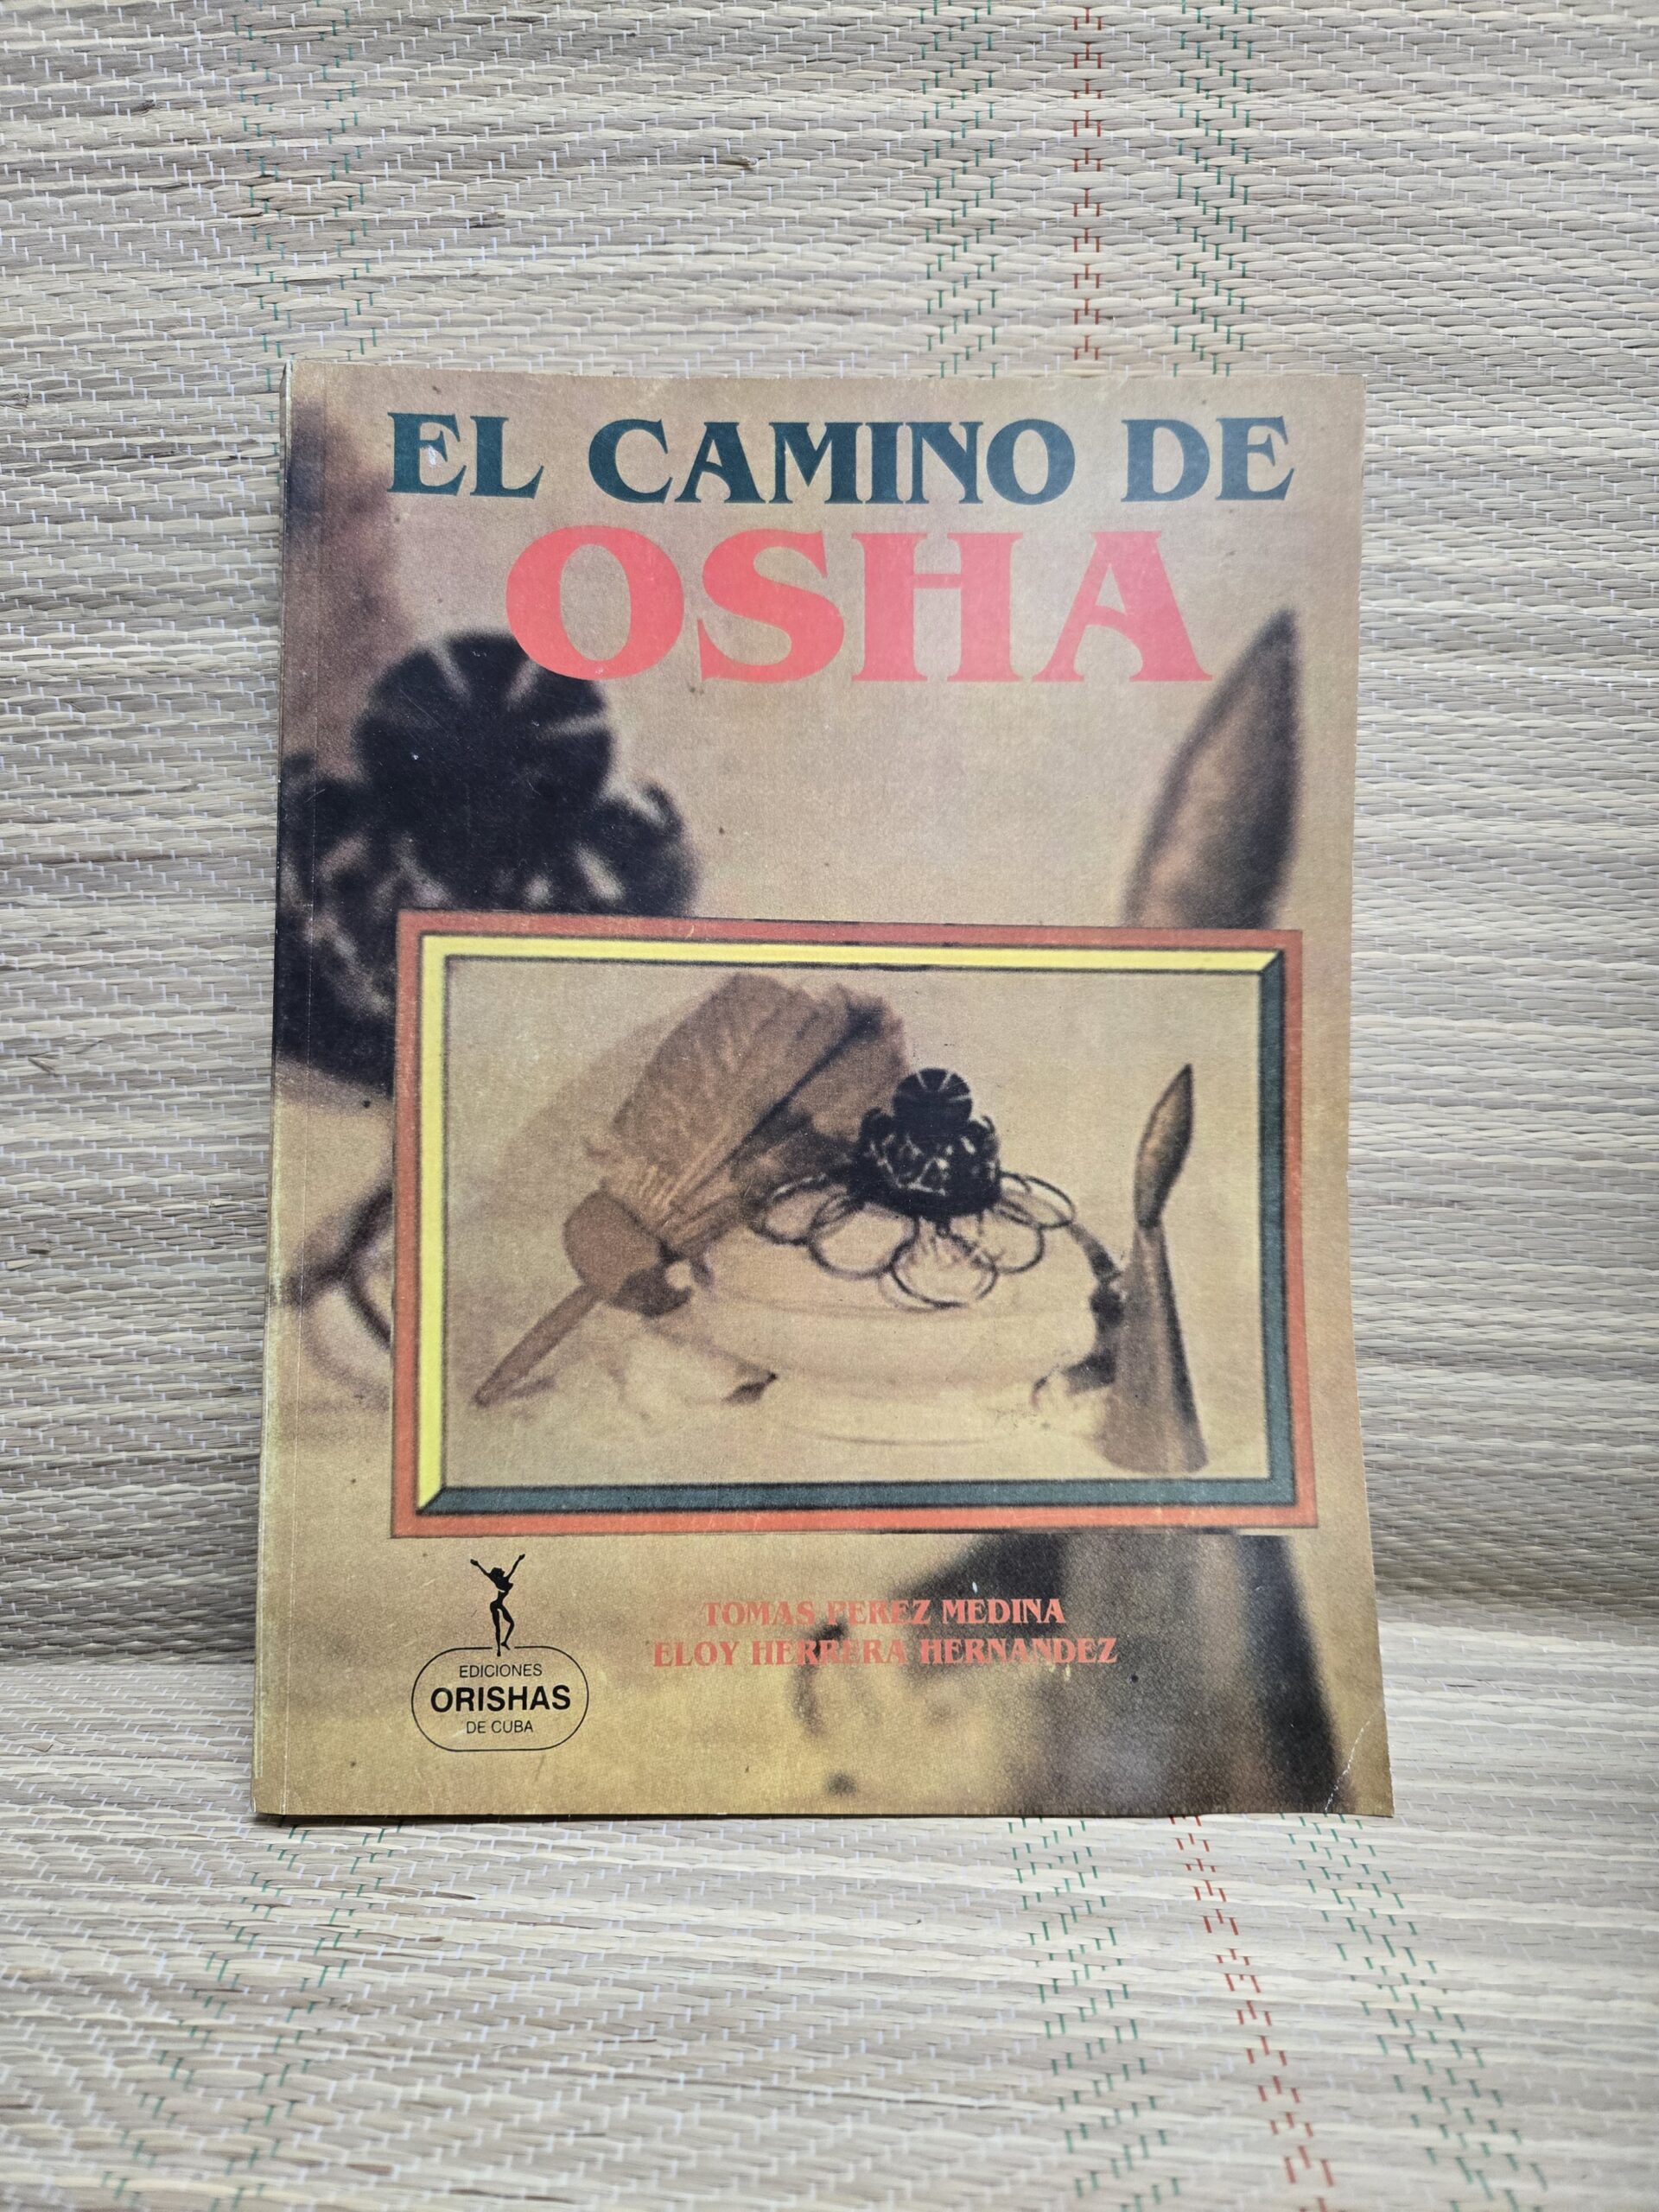 EL CAMINO DE
OSHA
EDICIONES
ORISHAS
DE CUBA
TOMAS PEREZ MEDINA
ELOY HERRERA HERNANDEZ